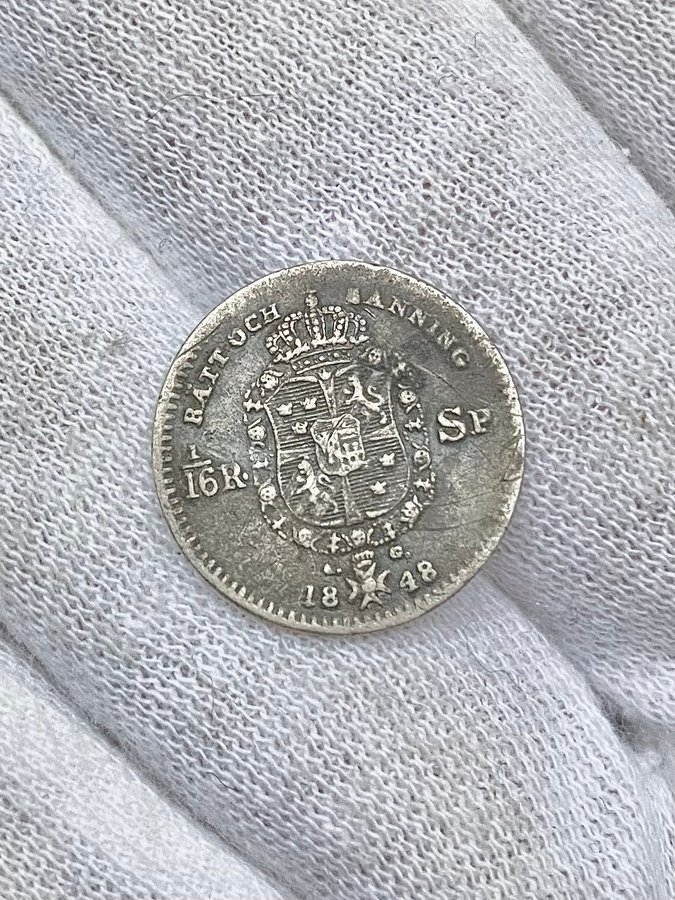 RÄTT OCH SANNING
1/16 R. SP
A. G.
18 48